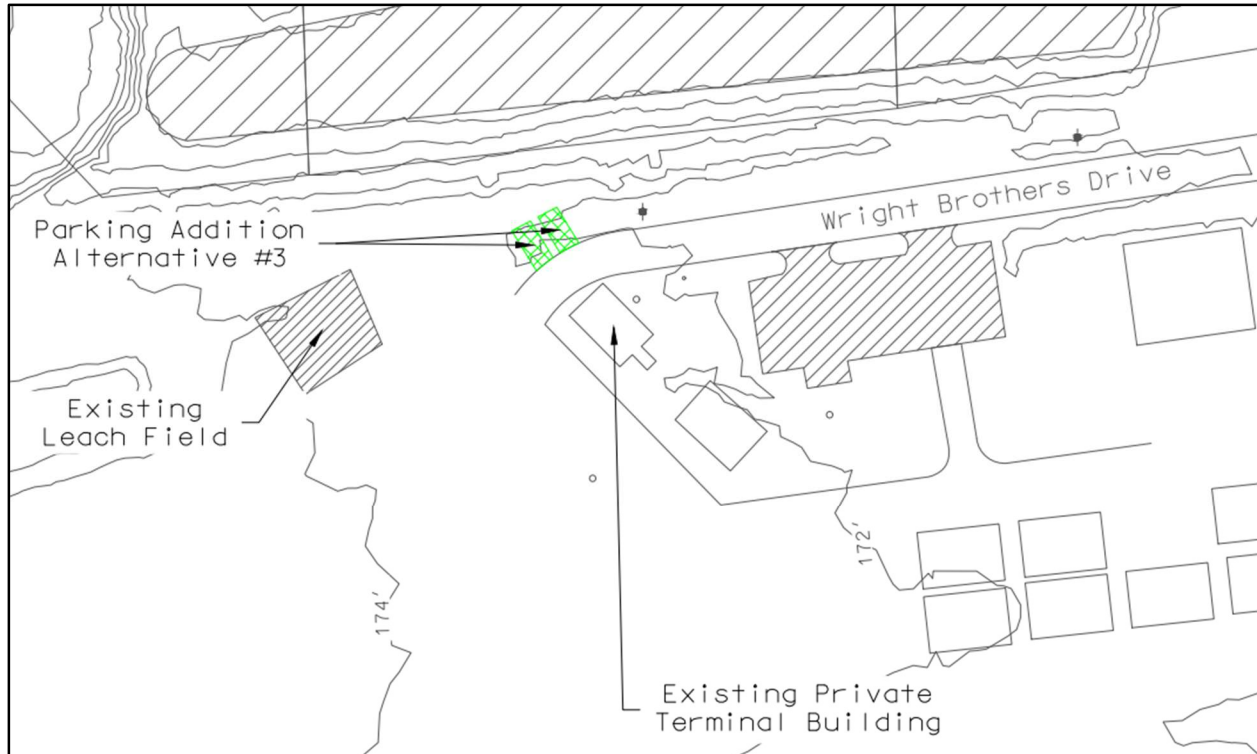 Wright Brothers Drive
Parking Addition
Alternative #3
Existing
Leach Field
172'
174'
Existing Private
Terminal Building